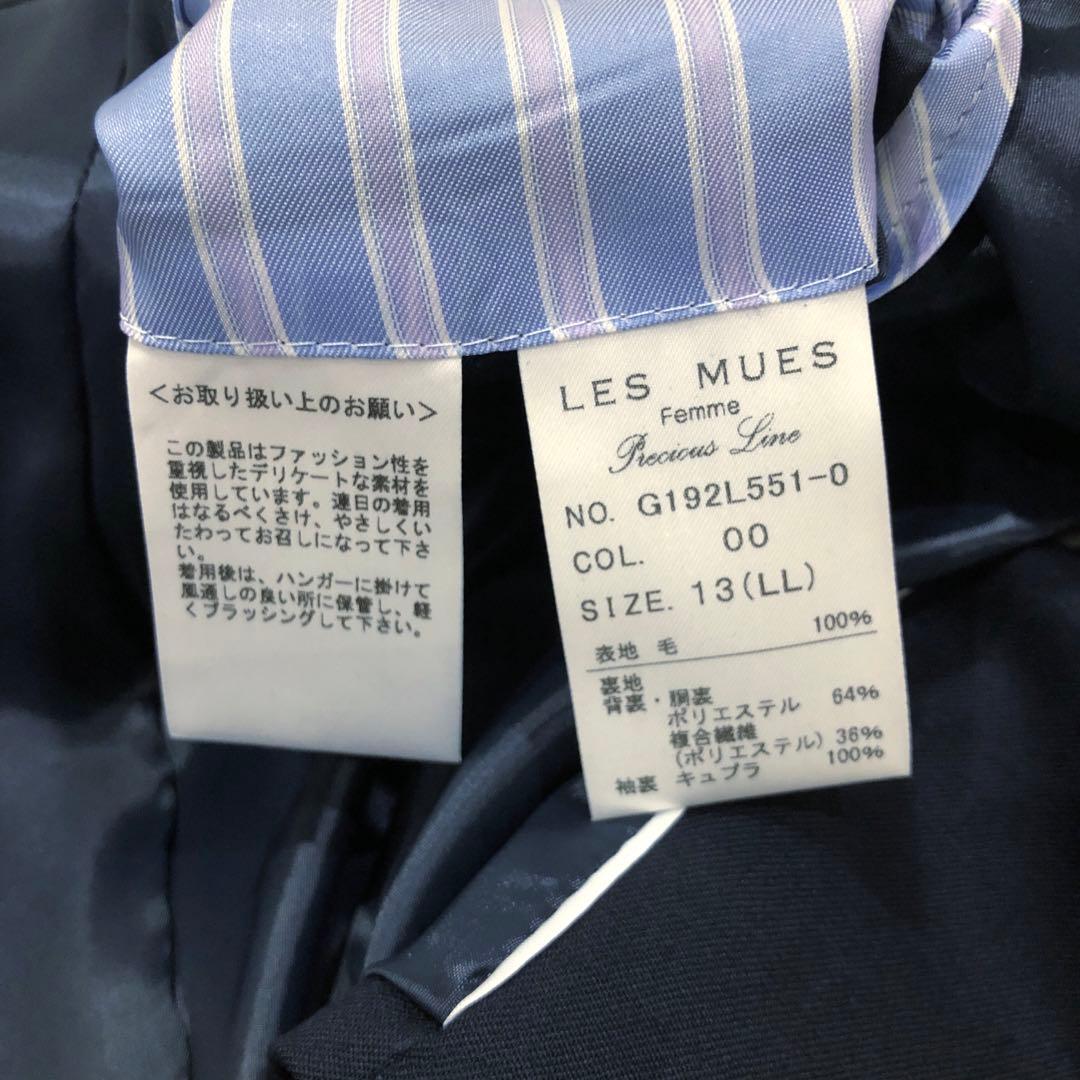 <お取り扱い上のお願い>
この製品はファッション性を
重視したデリケートな素材を
使用しています。連日の着用
はなるべくさけ、やさしくい
たわってお召しになって下さ
い。
着用後は、ハンガーに掛けて
風通しの良い所に保管し、軽
くブラッシングして下さい。
LES MUES
Femme
Precious Line
NO. G192L551-0
COL. 00
SIZE. 13(LL)
表地 毛 100%
裏地
背裏・胴裏
ポリエステル 64%
複合繊維
(ポリエステル) 36%
袖裏 キュプラ 100%